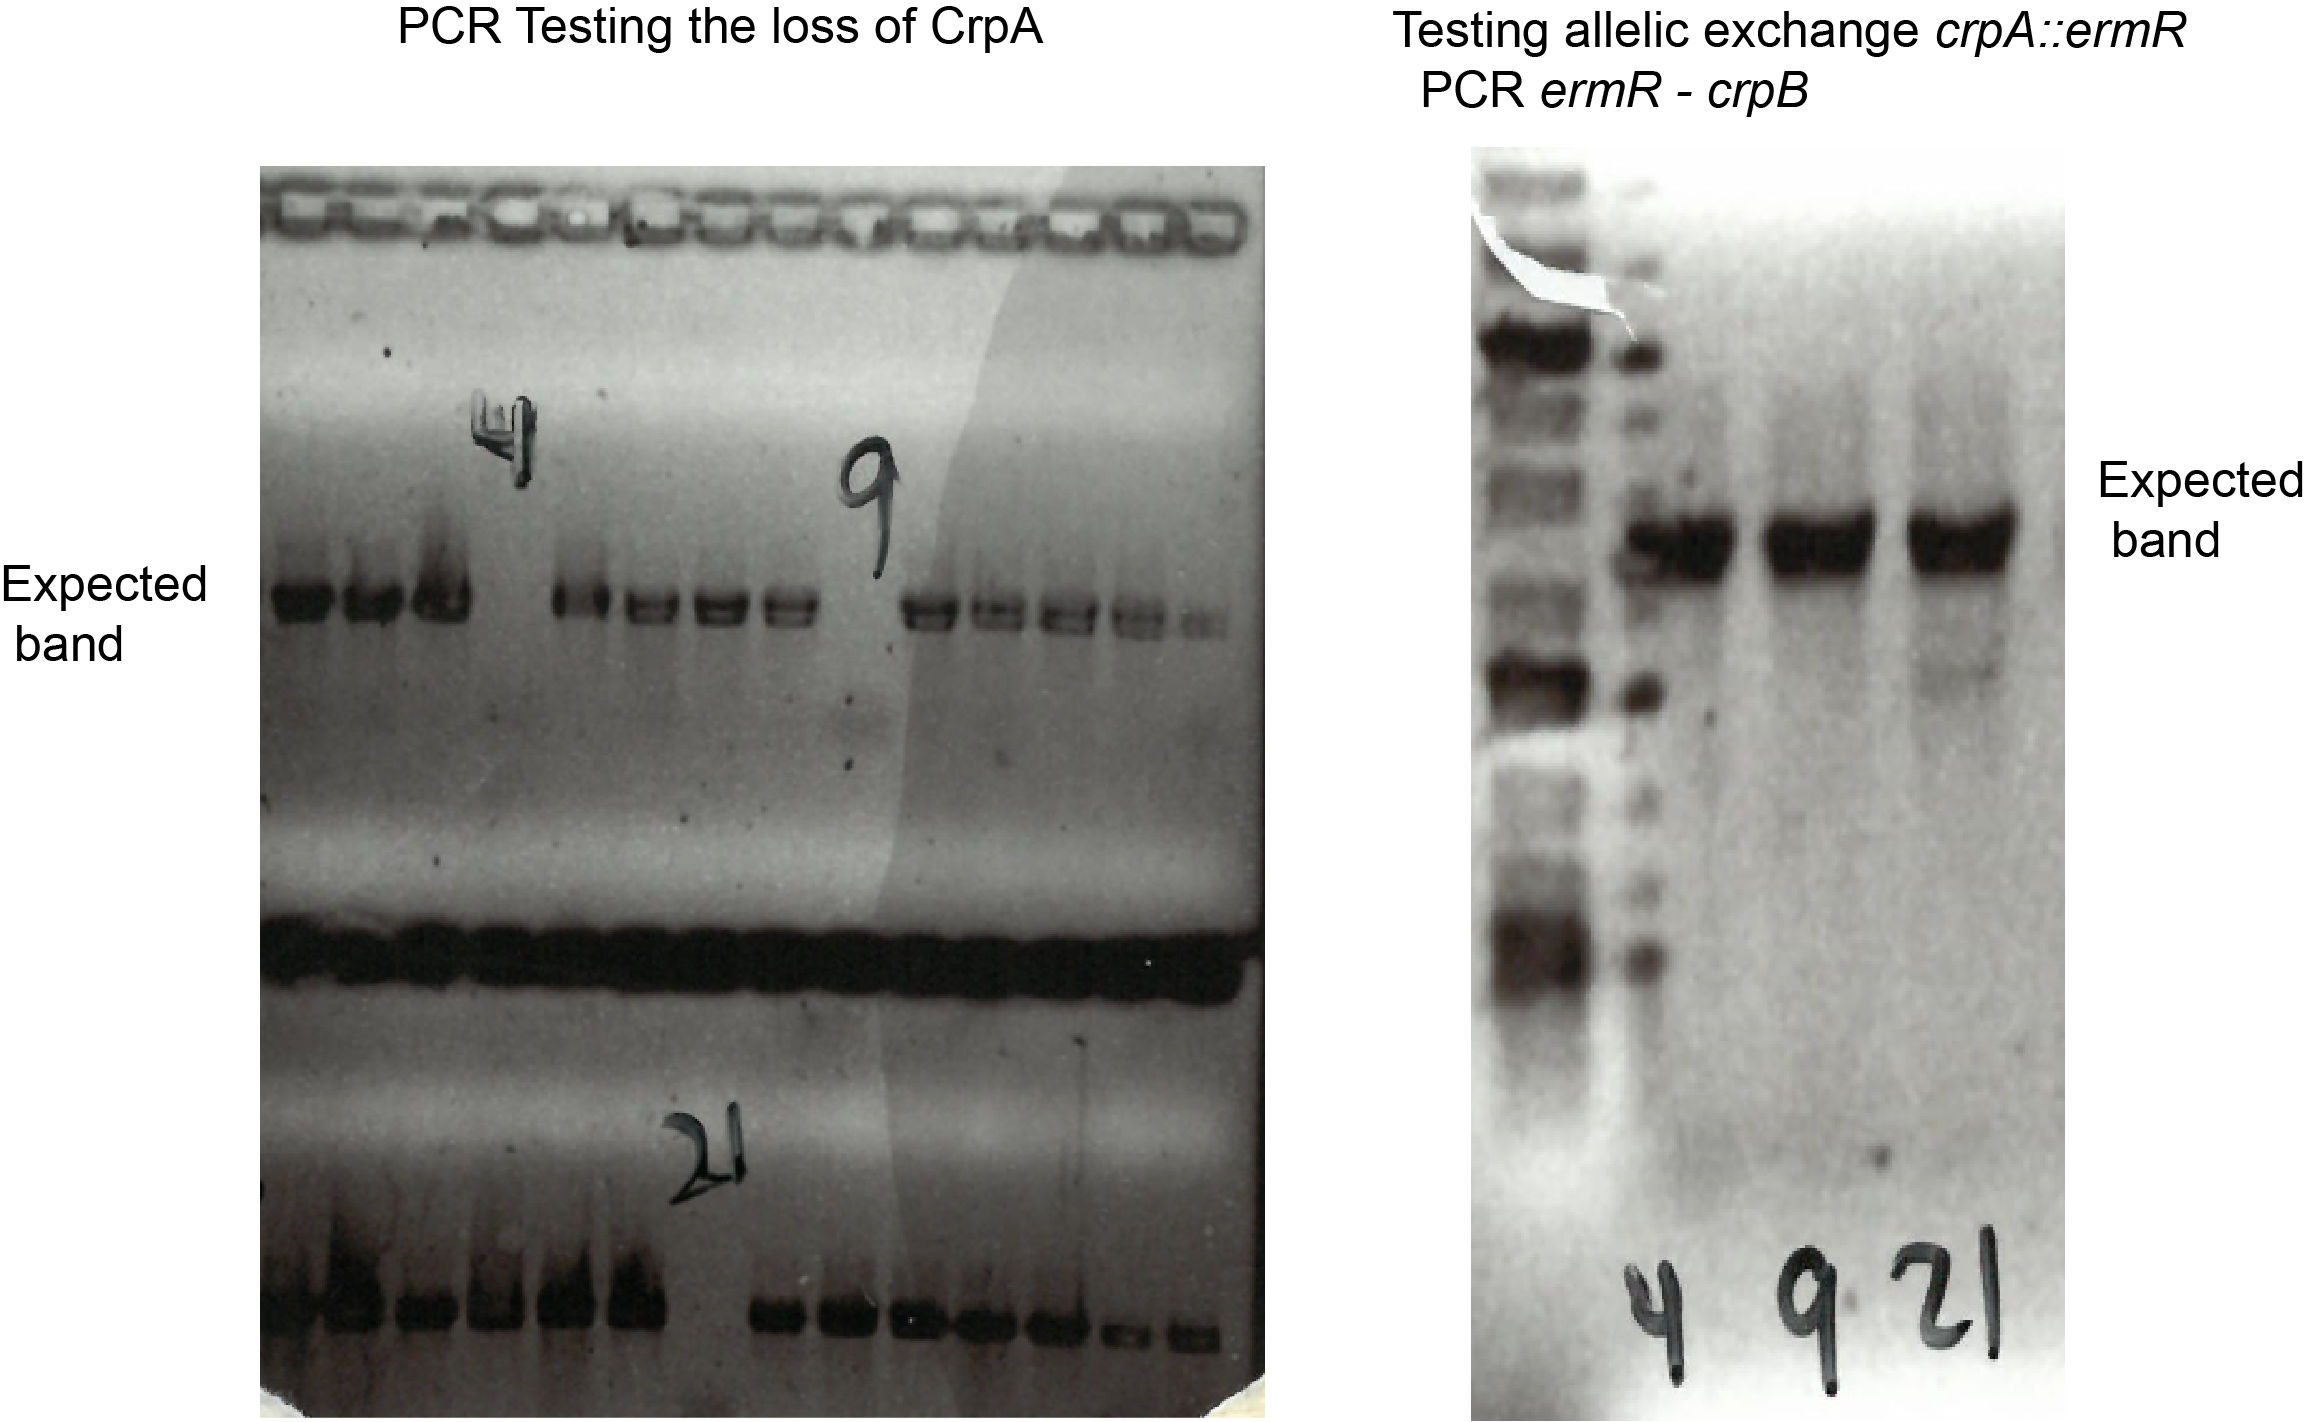 PCR Testing the loss of CrpA
Testing allelic exchange crpA::ermR
PCR ermR - crpB
4
9
Expected
band
21
Expected
band
4 9 21